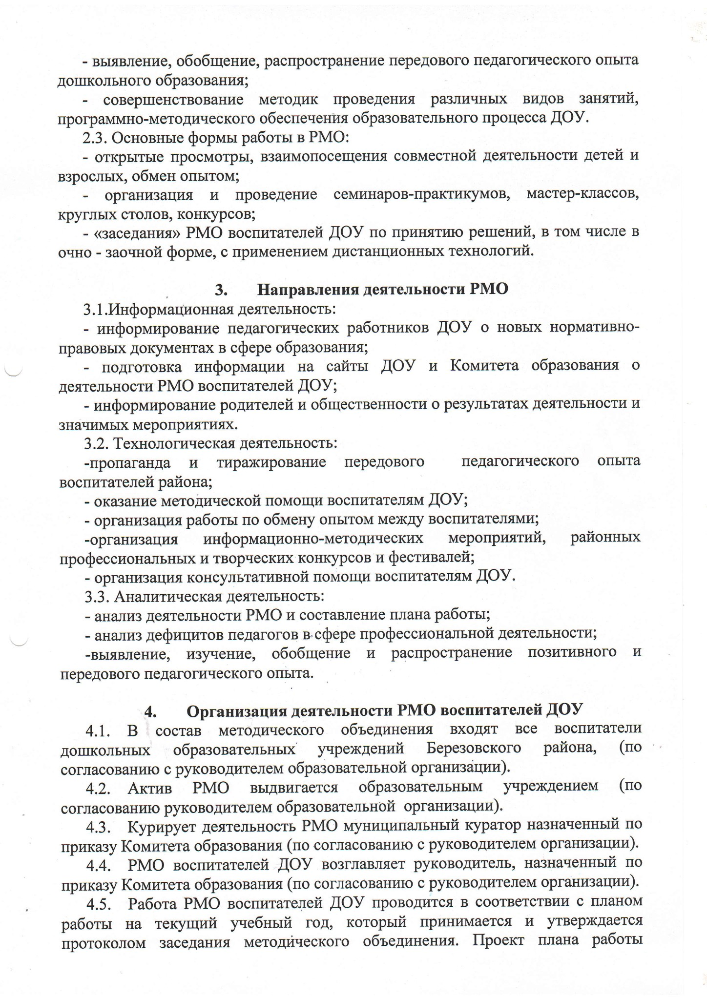 - выявление, обобщение, распространение передового педагогического опыта
дошкольного образования;
- совершенствование методик проведения различных видов занятий,
программно-методического обеспечения образовательного процесса ДОУ.
2.3. Основные формы работы в РМО:
- открытые просмотры, взаимопосещения совместной деятельности детей и
взрослых, обмен опытом;
- организация и проведение семинаров-практикумов, мастер-классов,
круглых столов, конкурсов;
- «заседания» РМО воспитателей ДОУ по принятию решений, в том числе в
очно - заочной форме, с применением дистанционных технологий.
3. Направления деятельности РМО
3.1.Информационная деятельность:
- информирование педагогических работников ДОУ о новых нормативно-
правовых документах в сфере образования;
- подготовка информации на сайты ДОУ и Комитета образования о
деятельности РМО воспитателей ДОУ;
- информирование родителей и общественности о результатах деятельности и
значимых мероприятиях.
3.2. Технологическая деятельность:
-пропаганда и тиражирование передового педагогического опыта
воспитателей района;
- оказание методической помощи воспитателям ДОУ;
- организация работы по обмену опытом между воспитателями;
-организация информационно-методических мероприятий, районных
профессиональных и творческих конкурсов и фестивалей;
- организация консультативной помощи воспитателям ДОУ.
3.3. Аналитическая деятельность:
- анализ деятельности РМО и составление плана работы;
- анализ дефицитов педагогов в сфере профессиональной деятельности;
-выявление, изучение, обобщение и распространение позитивного и
передового педагогического опыта.
4. Организация деятельности РМО воспитателей ДОУ
4.1. В состав методического объединения входят все воспитатели
дошкольных образовательных учреждений Березовского района, (по
согласованию с руководителем образовательной организации).
4.2. Актив РМО выдвигается образовательным учреждением (по
согласованию руководителем образовательной организации).
4.3. Курирует деятельность РМО муниципальный куратор назначенный по
приказу Комитета образования (по согласованию с руководителем организации).
4.4. РМО воспитателей ДОУ возглавляет руководитель, назначенный по
приказу Комитета образования (по согласованию с руководителем организации).
4.5. Работа РМО воспитателей ДОУ проводится в соответствии с планом
работы на текущий учебный год, который принимается и утверждается
протоколом заседания методического объединения. Проект плана работы